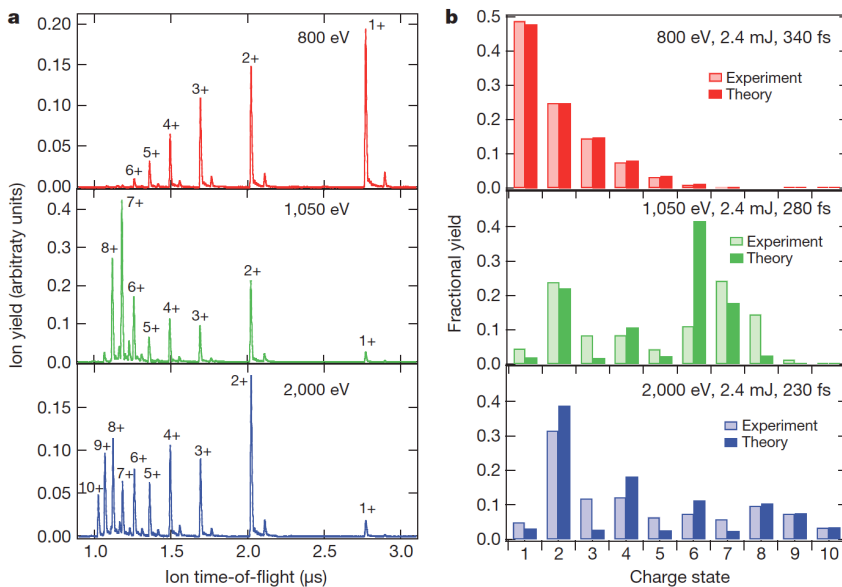 a
800 eV
1+
2+
3+
4+
5+
6+
0.20
0.15
0.10
0.05
0.00
1,050 eV
7+
8+
6+
5+
4+
3+
2+
1+
0.4
0.3
0.2
0.1
0.0
2,000 eV
10+
9+
8+
7+
6+
5+
4+
3+
2+
1+
0.15
0.10
0.05
0.00
Ion yield (arbitraty units)
1.0 1.5 2.0 2.5 3.0
Ion time-of-flight (μs)
b
800 eV, 2.4 mJ, 340 fs
Experiment
Theory
0.5
0.4
0.3
0.2
0.1
0.0
1,050 eV, 2.4 mJ, 280 fs
Experiment
Theory
0.4
0.3
0.2
0.1
0.0
2,000 eV, 2.4 mJ, 230 fs
Experiment
Theory
0.4
0.3
0.2
0.1
0.0
Fractional yield
1 2 3 4 5 6 7 8 9 10
Charge state